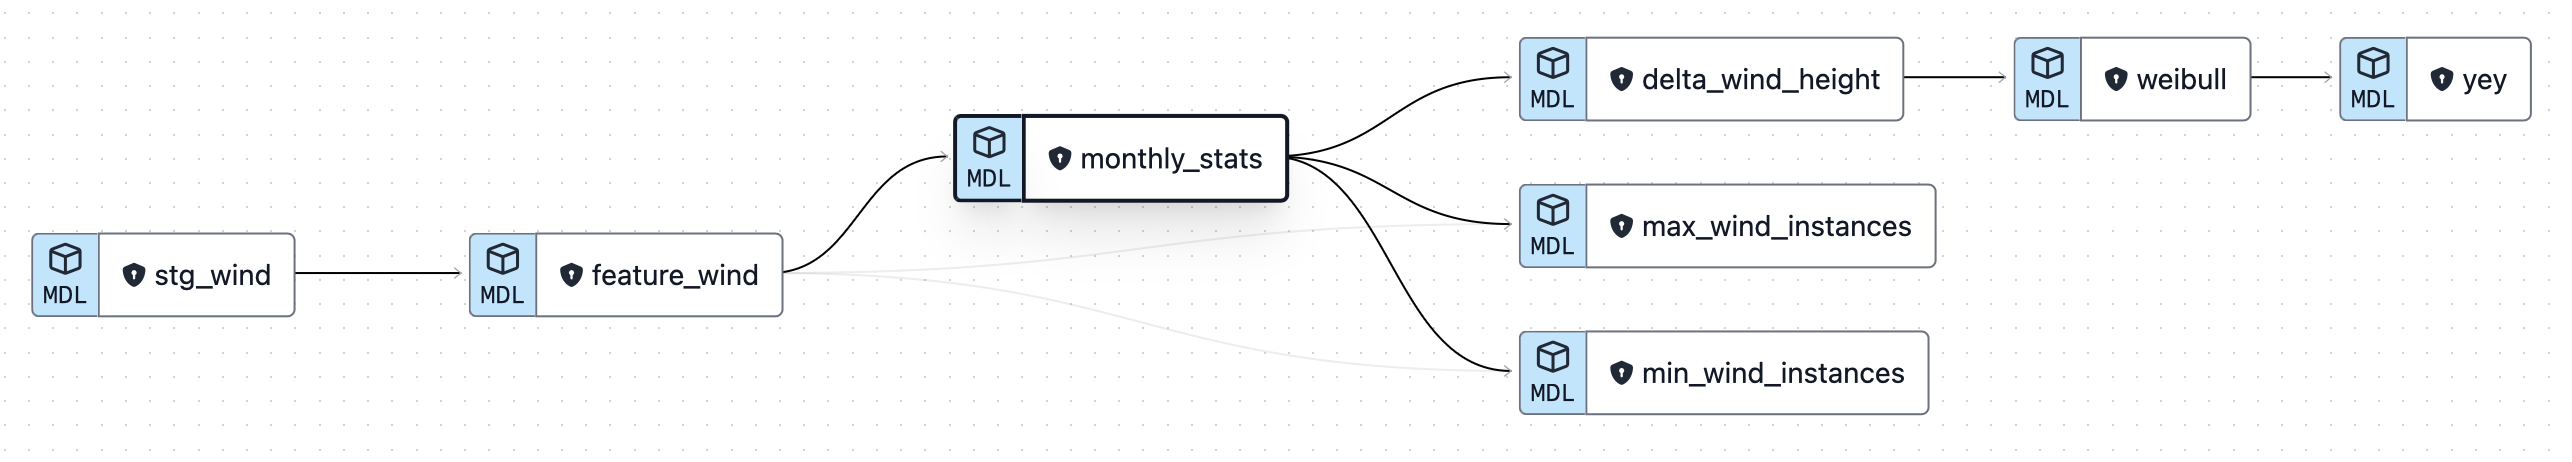 MDL
stg_wind
MDL
feature_wind
MDL
monthly_stats
MDL
delta_wind_height
MDL
weibull
MDL
yey
MDL
max_wind_instances
MDL
min_wind_instances